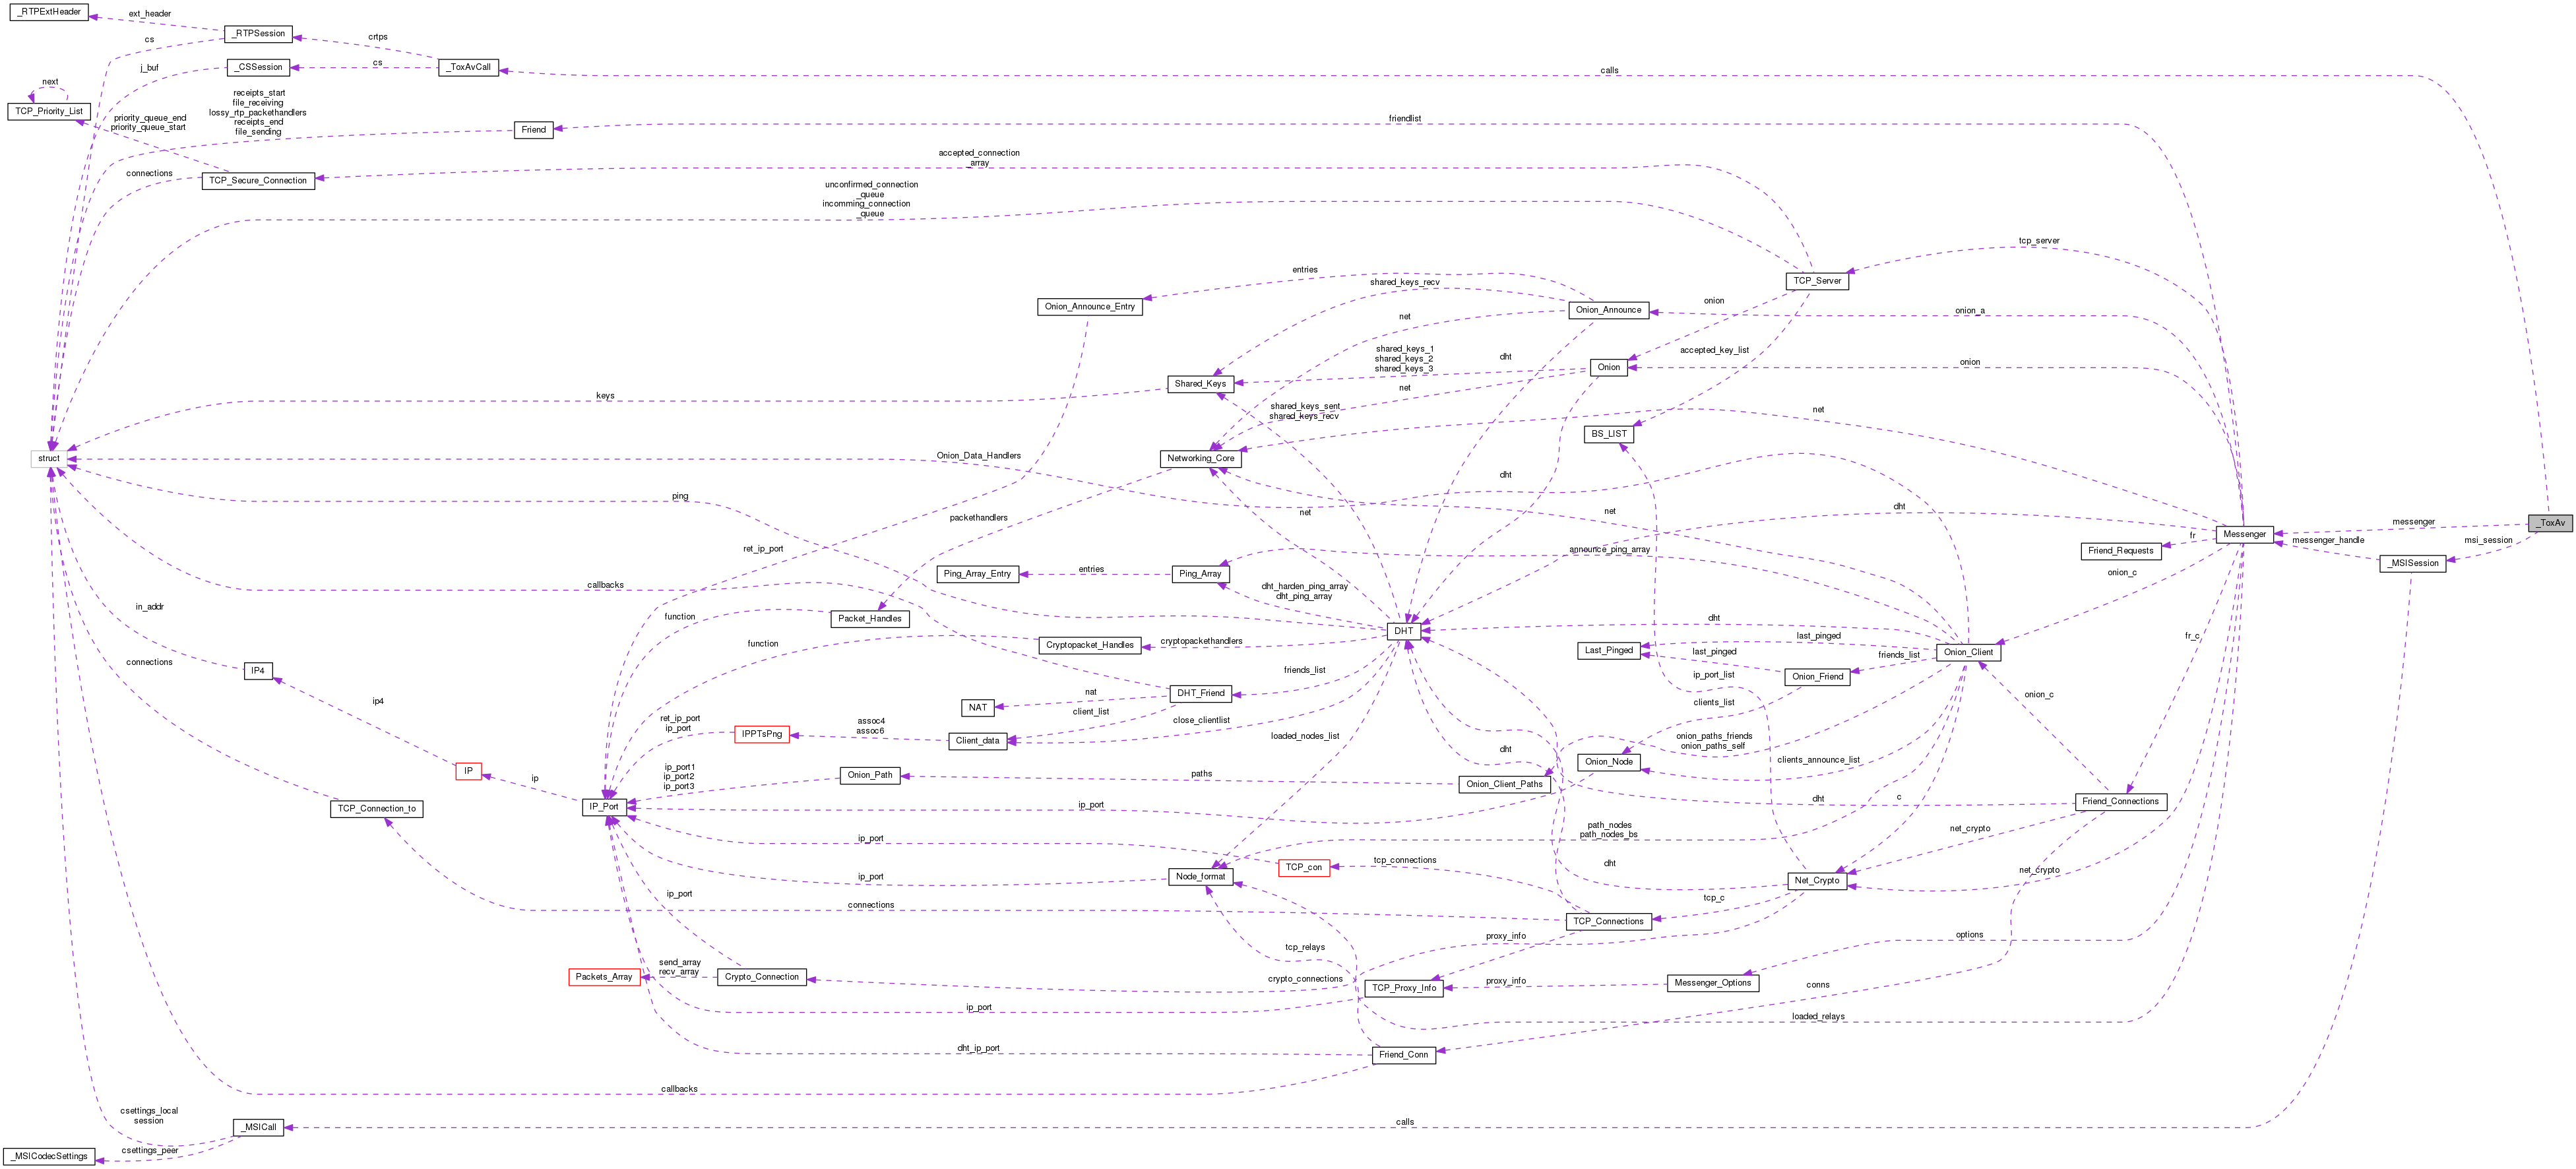 _RTPExtHeader
ext_header
_RTPSession
cs
crtps
j_buf
_CSSession
cs
_ToxAvCall
calls
next
TCP_Priority_List
priority_queue_end
priority_queue_start
receipts_start
file_receiving
lossy_rtp_packethandlers
receipts_end
file_sending
Friend
friendlist
connections
TCP_Secure_Connection
accepted_connection
_array
unconfirmed_connection
_queue
incomming_connection
_queue
tcp_server
TCP_Server
entries
shared_keys_recv
Onion_Announce_Entry
net
Onion_Announce
onion
onion_a
shared_keys_1
shared_keys_2
shared_keys_3
dht
Onion
accepted_key_list
onion
Shared_Keys
net
keys
shared_keys_sent
shared_keys_recv
net
BS_LIST
struct
Onion_Data_Handlers
Networking_Core
dht
ping
packethandlers
net
net
dht
messenger
_ToxAv
Messenger
fr
Friend_Requests
messenger_handle
msi_session
_MSISession
ret_ip_port
announce_ping_array
Ping_Array_Entry
entries
Ping_Array
onion_c
callbacks
dht_harden_ping_array
dht_ping_array
in_addr
function
Packet_Handles
DHT
dht
function
Cryptopacket_Handles
cryptopackethandlers
Last_Pinged
last_pinged
last_pinged
Onion_Client
fr_c
connections
IP4
friends_list
ip_port_list
friends_list
Onion_Friend
ip4
nat
NAT
DHT_Friend
client_list
clients_list
onion_c
ret_ip_port
ip_port
IPPTsPng
assoc4
assoc6
Client_data
close_clientlist
loaded_nodes_list
dht
onion_paths_friends
onion_paths_self
Onion_Node
clients_announce_list
IP
ip
ip_port1
ip_port2
ip_port3
Onion_Path
paths
Onion_Client_Paths
TCP_Connection_to
IP_Port
ip_port
dht
c
Friend_Connections
ip_port
path_nodes
path_nodes_bs
net_crypto
TCP_con
tcp_connections
dht
net_crypto
ip_port
Node_format
Net_Crypto
ip_port
connections
tcp_c
TCP_Connections
tcp_relays
proxy_info
options
Packets_Array
send_array
recv_array
Crypto_Connection
crypto_connections
TCP_Proxy_Info
proxy_info
Messenger_Options
conns
ip_port
loaded_relays
dht_ip_port
Friend_Conn
callbacks
csettings_local
session
_MSICall
calls
_MSICodecSettings
csettings_peer